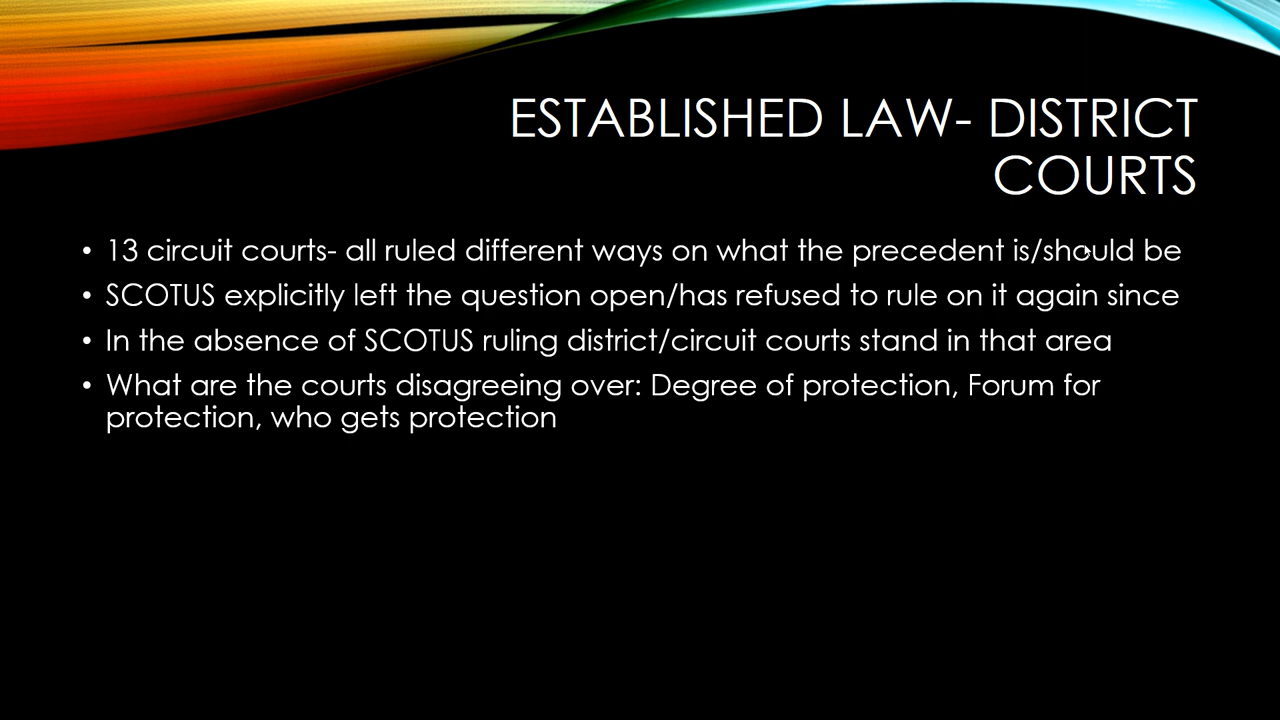 ESTABLISHED LAW- DISTRICT
COURTS
• 13 circuit courts- all ruled different ways on what the precedent is/should be
• SCOTUS explicitly left the question open/has refused to rule on it again since
• In the absence of SCOTUS ruling district/circuit courts stand in that area
• What are the courts disagreeing over: Degree of protection, Forum for
protection, who gets protection